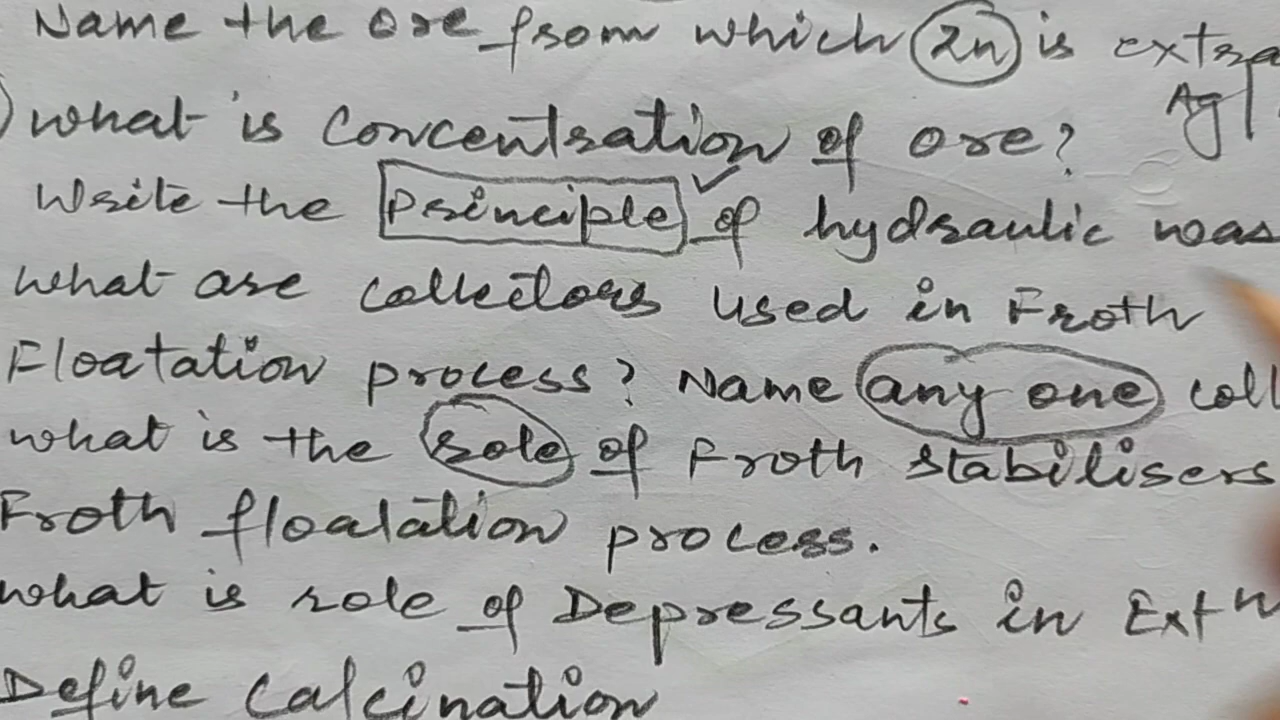 Name the ore from which Zn is extra
Ag
) what is concentration of ore?
Write the principle of hydraulic was
what are collectors used in Froth
Floatation process? Name any one coll
what is the role of Froth stabilisers
Froth floatation process.
what is role of Depressants in Extn
Define Calcination